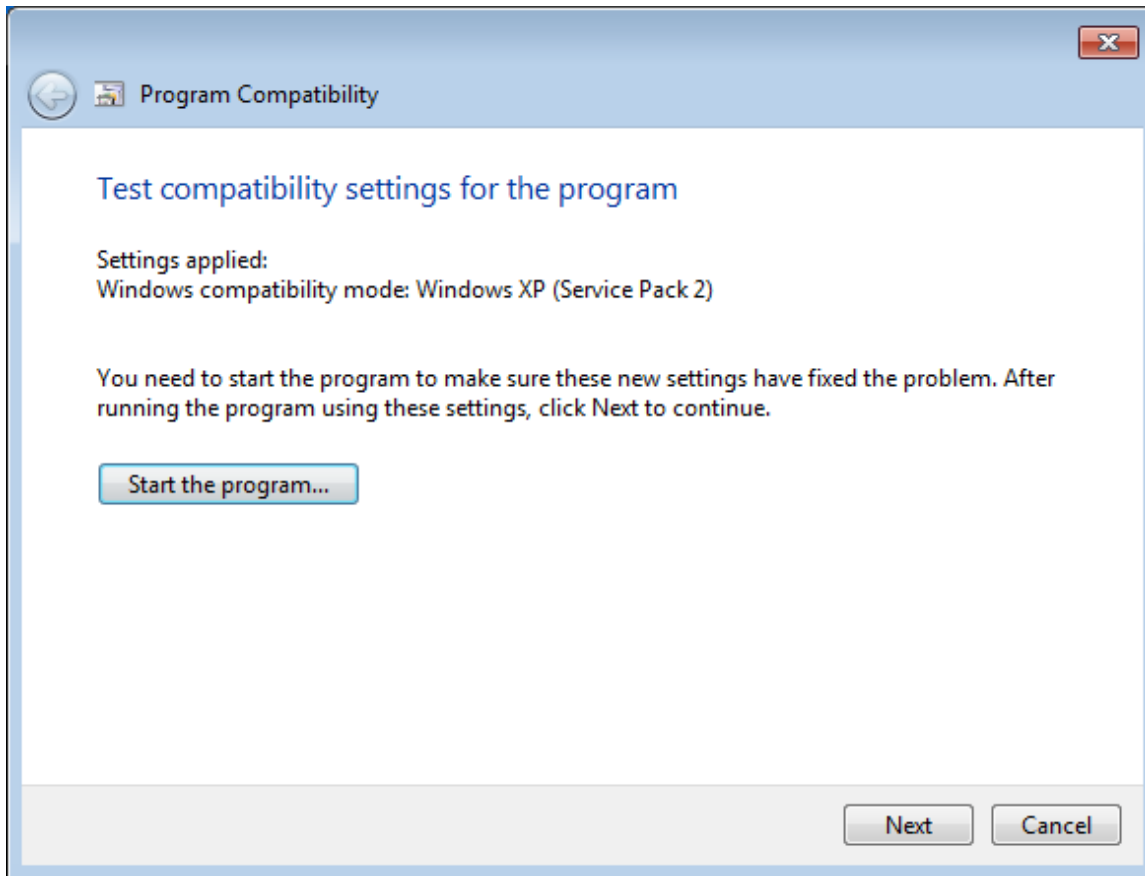 Program Compatibility
Test compatibility settings for the program
Settings applied:
Windows compatibility mode: Windows XP (Service Pack 2)
You need to start the program to make sure these new settings have fixed the problem. After
running the program using these settings, click Next to continue.
Start the program...
Next
Cancel